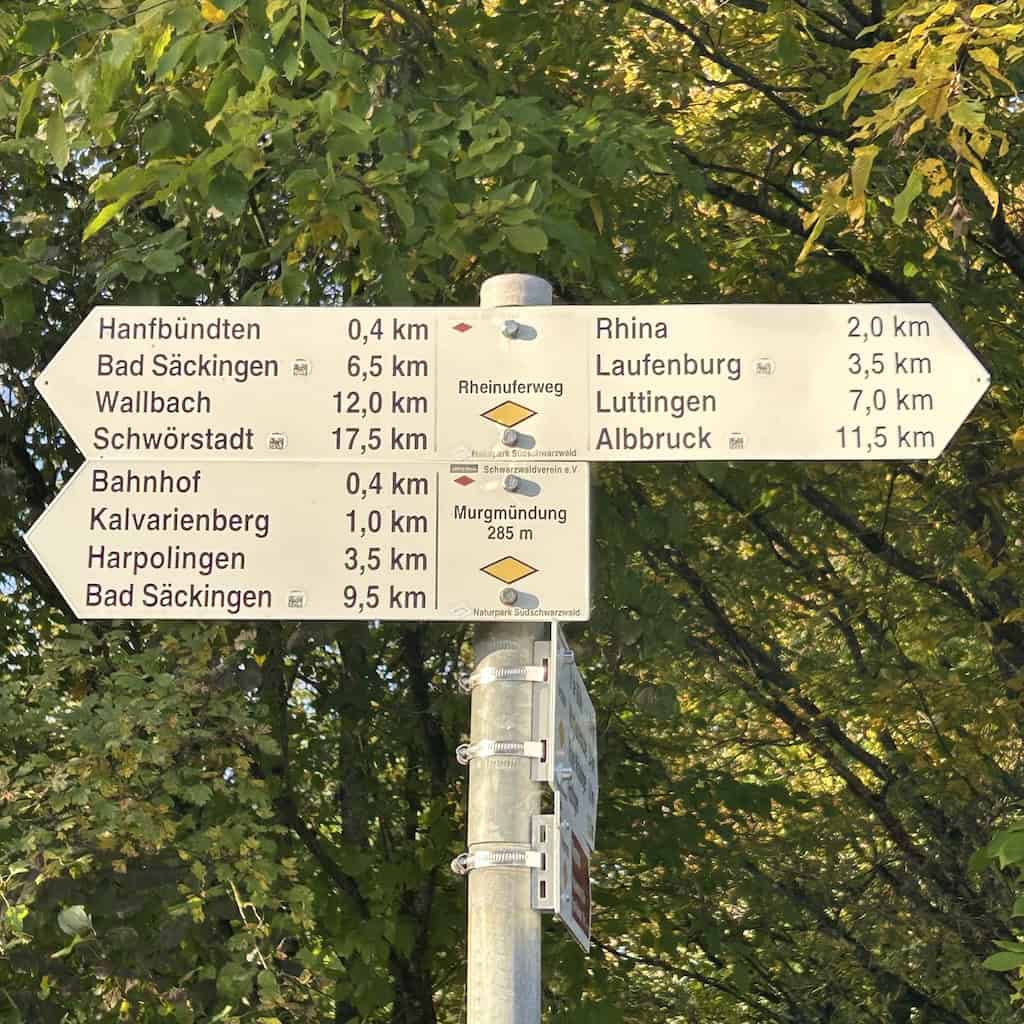 Hanfbündten 0,4 km
Bad Säckingen 6,5 km
Wallbach 12,0 km
Schwörstadt 17,5 km
Rheinuferweg
Naturpark Südschwarzwald
Rhina 2,0 km
Laufenburg 3,5 km
Luttingen 7,0 km
Albbruck 11,5 km
Bahnhof 0,4 km
Kalvarienberg 1,0 km
Harpolingen 3,5 km
Bad Säckingen 9,5 km
Schwarzwaldverein e.V
Murgmündung
285 m
Naturpark Südschwarzwald